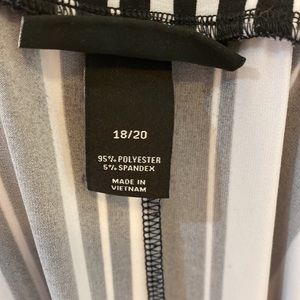 18/20
95% POLYESTER
5% SPANDEX
MADE IN
VIETNAM